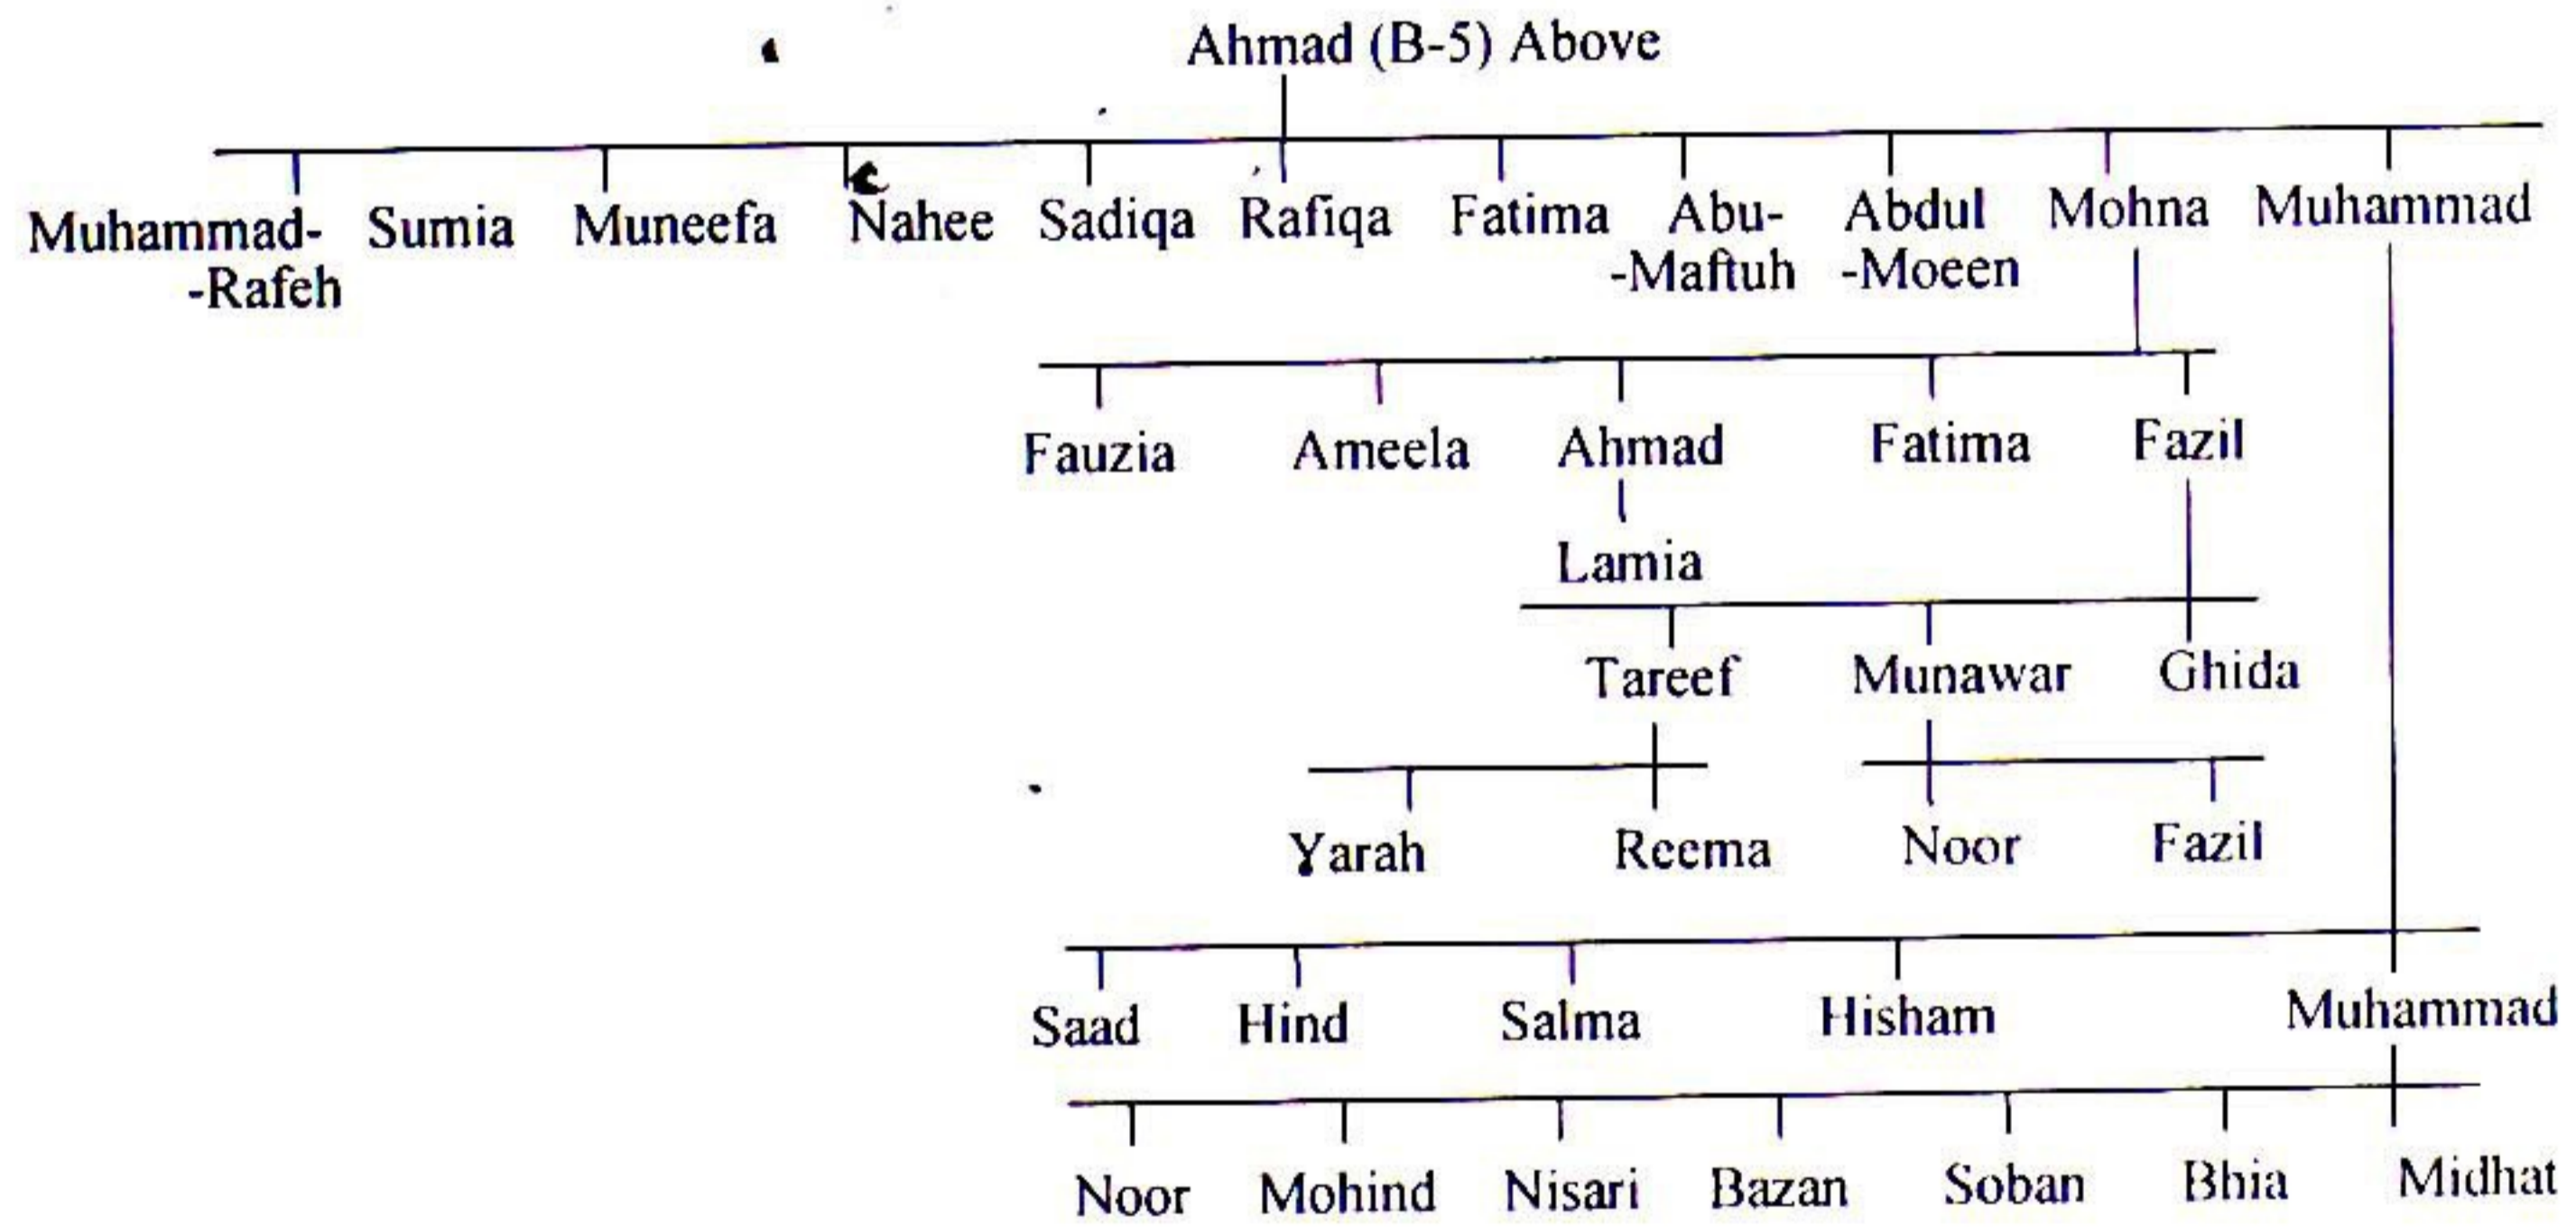 Ahmad (B-5) Above
Muhammad- Sumia Muneefa Nahee Sadiqa Rafiqa Fatima Abu- Abdul Mohna Muhammad
-Rafeh -Maftuh -Moeen
Fauzia Ameela Ahmad Fatima Fazil
Lamia
Tareef Munawar Ghida
Yarah Reema Noor Fazil
Saad Hind Salma Hisham Muhammad
Noor Mohind Nisari Bazan Soban Bhia Midhat